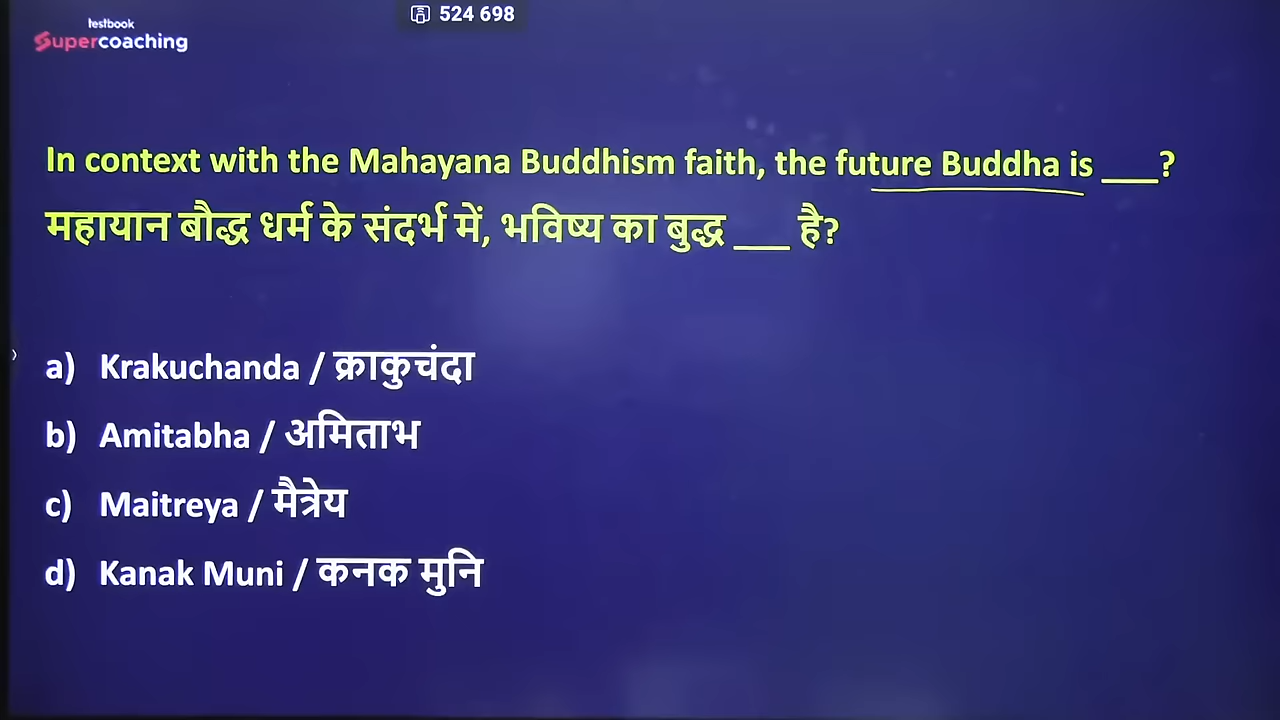 testbook
Supercoaching
524 698
In context with the Mahayana Buddhism faith, the future Buddha is ___?
महायान बौद्ध धर्म के संदर्भ में, भविष्य का बुद्ध ___ है?
a) Krakuchanda / क्राकुचंदा
b) Amitabha / अमिताभ
c) Maitreya / मैत्रेय
d) Kanak Muni / कनक मुनि